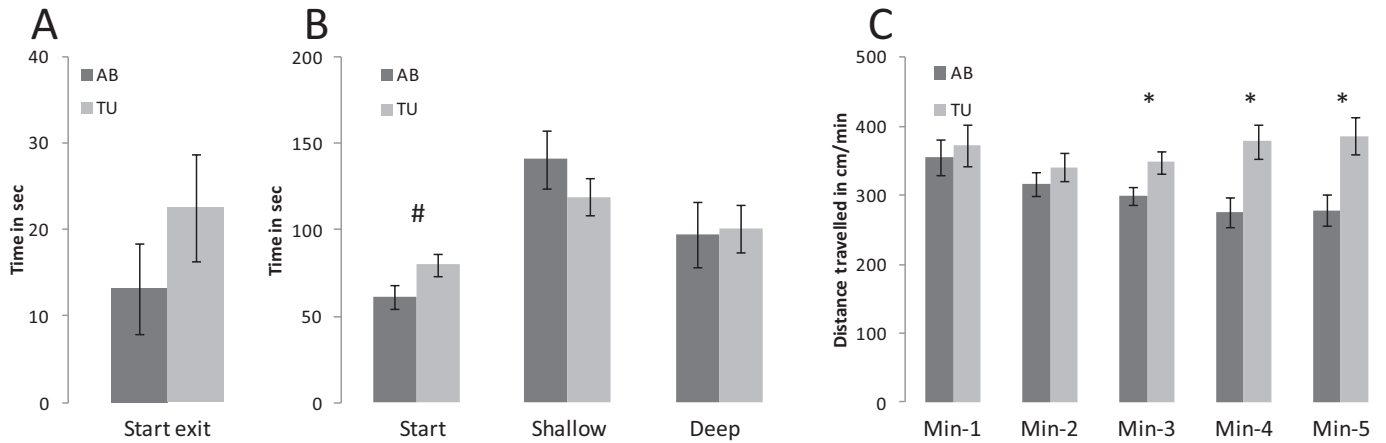 A
40
30
20
10
0
Time in sec
AB
TU
Start exit
B
200
150
100
50
0
Time in sec
AB
TU
#
Start
Shallow
Deep
C
500
400
300
200
100
0
Distance travelled in cm/min
AB
TU
* * *
Min-1
Min-2
Min-3
Min-4
Min-5